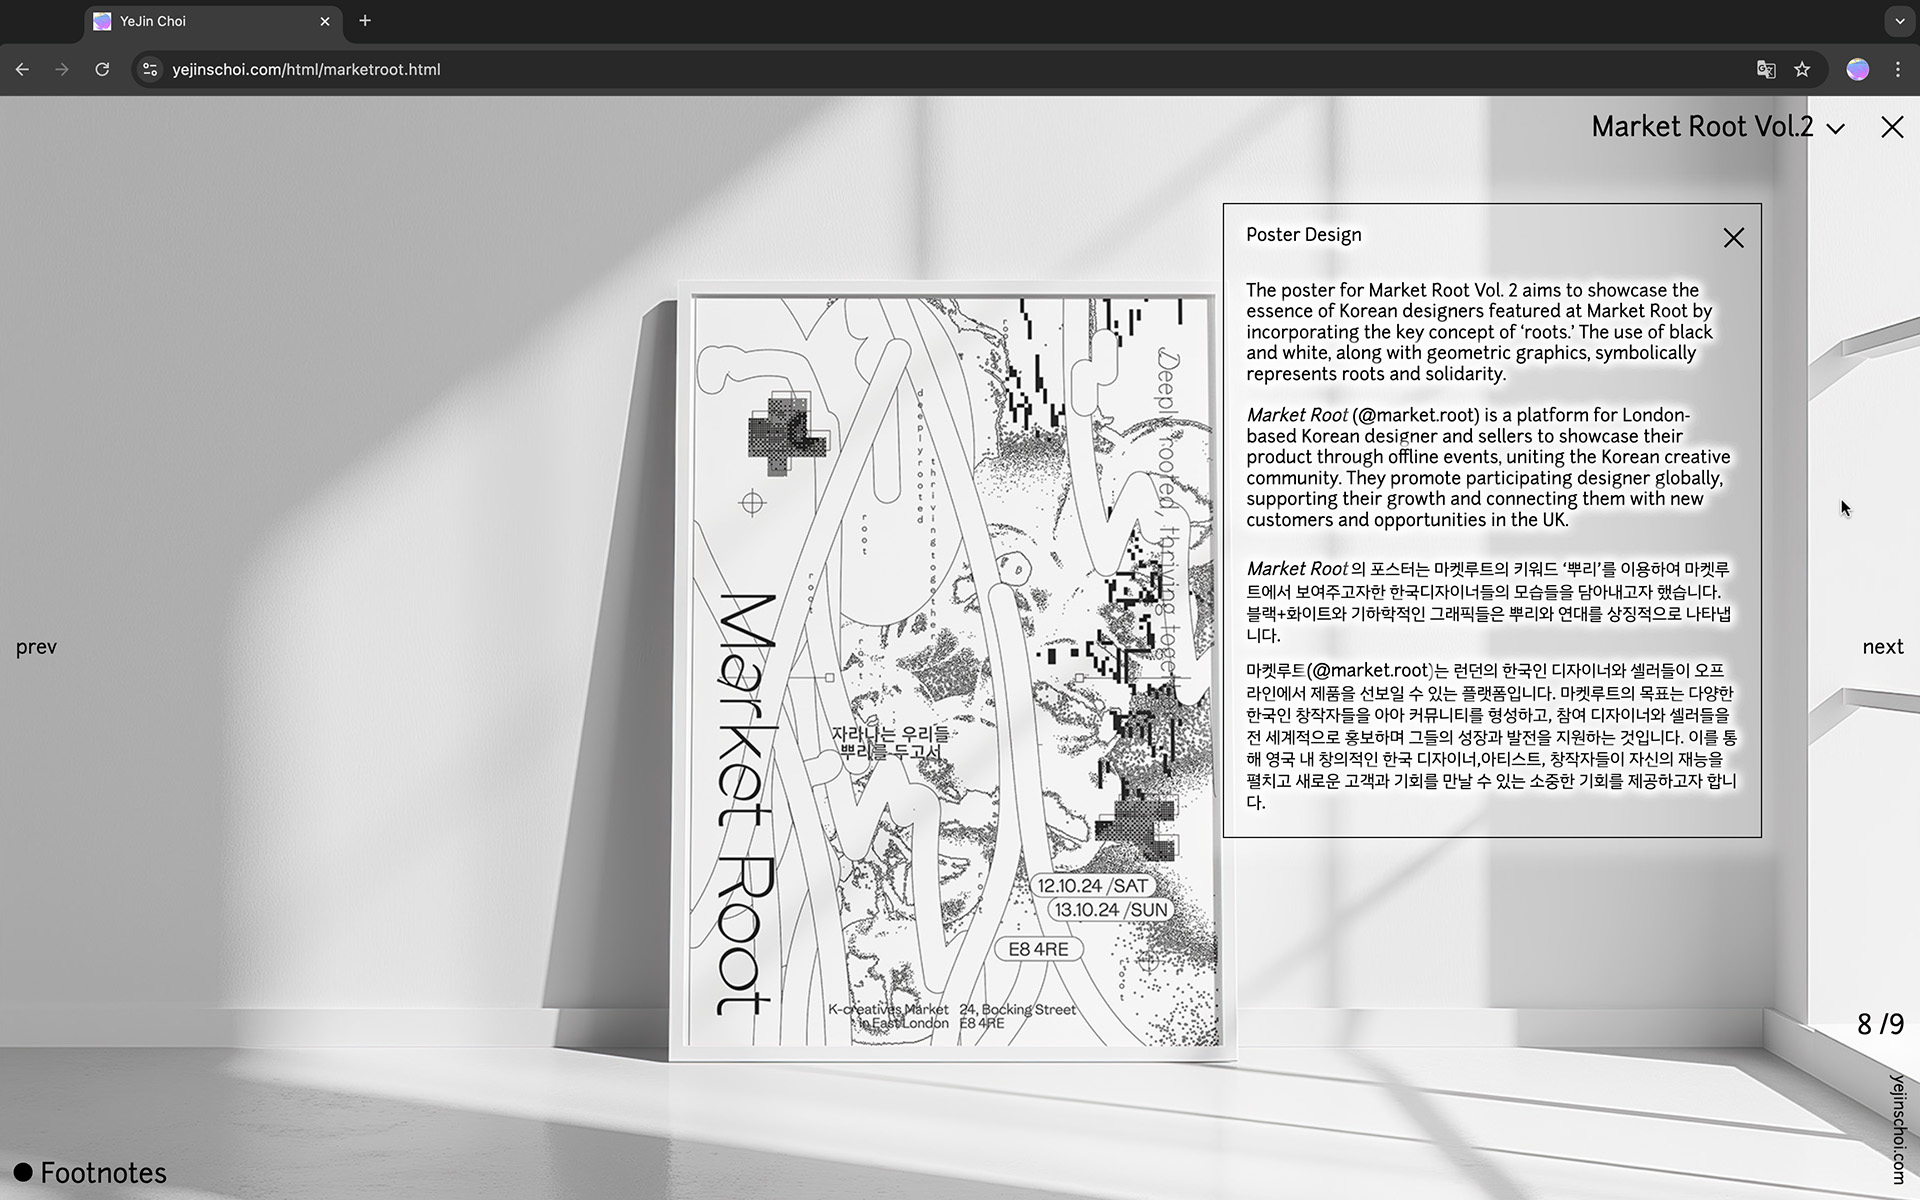 YeJin Choi
yejinschoi.com/html/marketroot.html
Market Root Vol.2
Poster Design
The poster for Market Root Vol. 2 aims to showcase the
essence of Korean designers featured at Market Root by
incorporating the key concept of ‘roots.’ The use of black
and white, along with geometric graphics, symbolically
represents roots and solidarity.
Market Root (@market.root) is a platform for London-
based Korean designer and sellers to showcase their
product through offline events, uniting the Korean creative
community. They promote participating designer globally,
supporting their growth and connecting them with new
customers and opportunities in the UK.
Market Root 의 포스터는 마켓루트의 키워드 ‘뿌리’를 이용하여 마켓루
트에서 보여주고자한 한국디자이너들의 모습들을 담아내고자 했습니다.
블랙+화이트와 기하학적인 그래픽들은 뿌리와 연대를 상징적으로 나타냅
니다.
마켓루트(@market.root)는 런던의 한국인 디자이너와 셀러들이 오프
라인에서 제품을 선보일 수 있는 플랫폼입니다. 마켓루트의 목표는 다양한
한국인 창작자들을 아아 커뮤니티를 형성하고, 참여 디자이너와 셀러들을
전 세계적으로 홍보하며 그들의 성장과 발전을 지원하는 것입니다. 이를 통
해 영국 내 창의적인 한국 디자이너,아티스트, 창작자들이 자신의 재능을
펼치고 새로운 고객과 기회를 만날 수 있는 소중한 기회를 제공하고자 합니
다.
Deeply rooted, thriving toget
deeplyrooted
thrivingtogethe
root
root
Market Root
자라나는 우리들
뿌리를 두고서
12.10.24 /SAT
13.10.24 /SUN
E8 4RE
K-creatives Market
in East London
24, Bocking Street
E8 4RE
root
prev
next
8 /9
yejinschoi.com
Footnotes